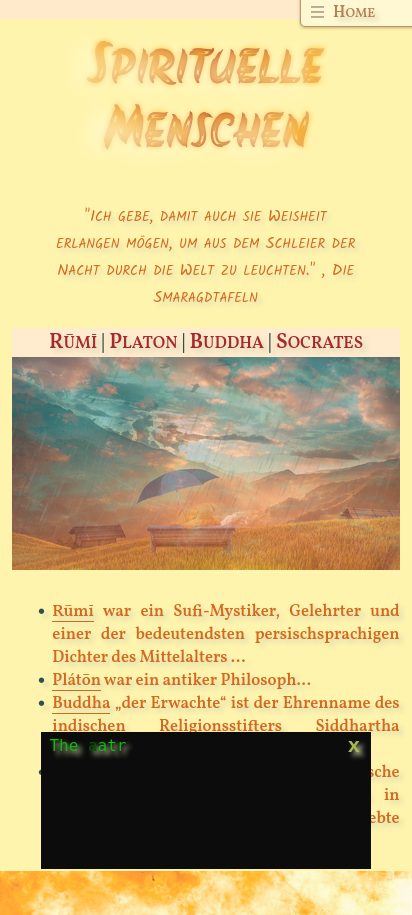 Home
Spirituelle
Menschen
"Ich gebe, damit auch sie Weisheit
erlangen mögen, um aus dem Schleier der
Nacht durch die Welt zu leuchten." , Die
Smaragdtafeln
Rūmī | Platon | Buddha | Socrates
Rūmī war ein Sufi-Mystiker, Gelehrter und
einer der bedeutendsten persischsprachigen
Dichter des Mittelalters ...
Plátōn war ein antiker Philosoph...
Buddha „der Erwachte“ ist der Ehrenname des
indischen Religionsstifters Siddhartha
The aatr x
in